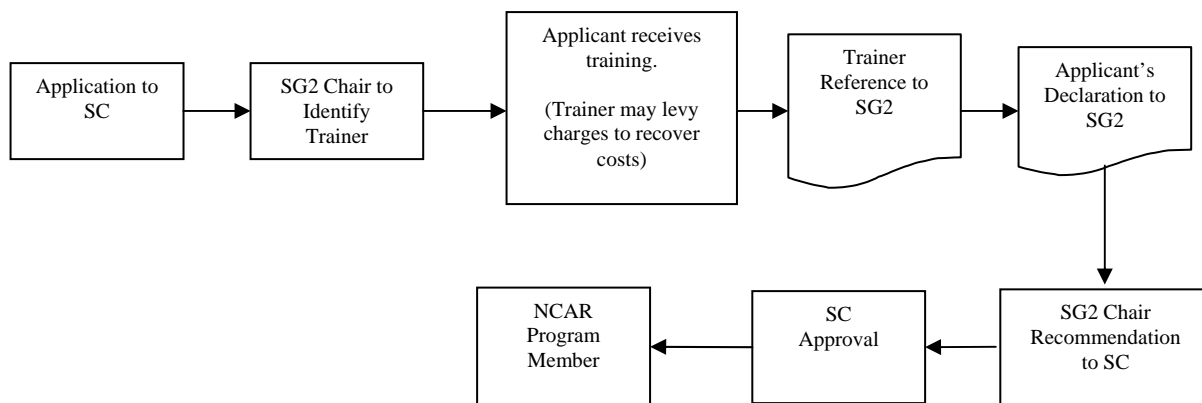 Application to
SC
SG2 Chair to
Identify
Trainer
Applicant receives
training.
(Trainer may levy
charges to recover
costs)
Trainer
Reference to
SG2
Applicant’s
Declaration to
SG2
SG2 Chair
Recommendation
to SC
SC
Approval
NCAR
Program
Member